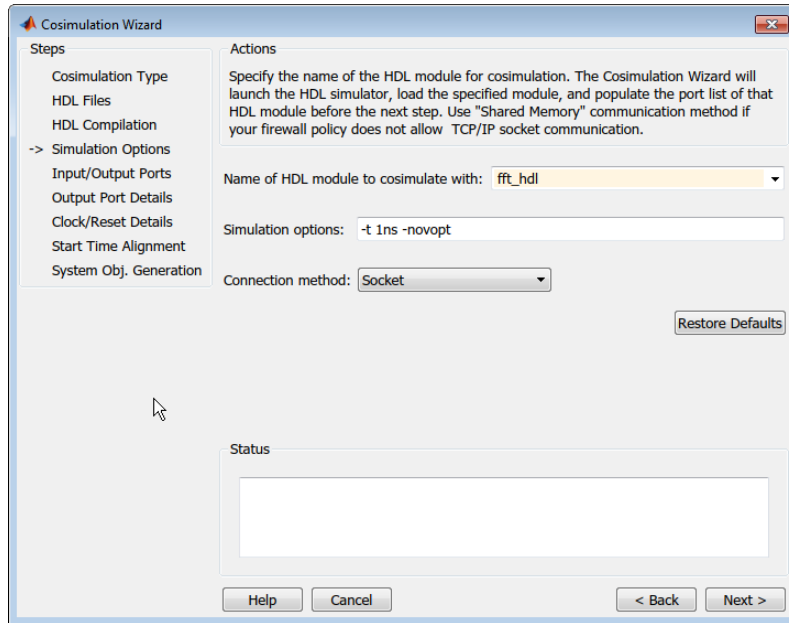 Cosimulation Wizard
Steps
Cosimulation Type
HDL Files
HDL Compilation
-> Simulation Options
Input/Output Ports
Output Port Details
Clock/Reset Details
Start Time Alignment
System Obj. Generation
Actions
Specify the name of the HDL module for cosimulation. The Cosimulation Wizard will
launch the HDL simulator, load the specified module, and populate the port list of that
HDL module before the next step. Use "Shared Memory" communication method if
your firewall policy does not allow TCP/IP socket communication.
Name of HDL module to cosimulate with: fft_hdl
Simulation options: -t 1ns -novopt
Connection method: Socket
Restore Defaults
Status
Help Cancel < Back Next >